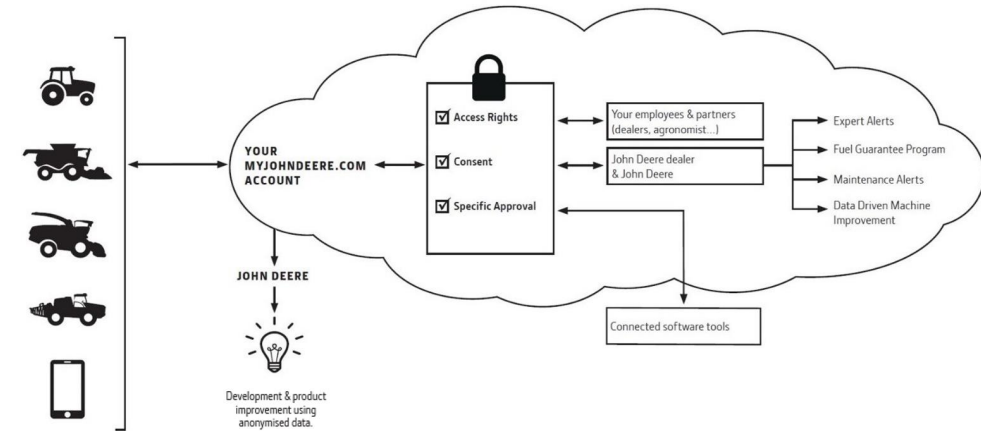 YOUR
MYJOHNDEERE.COM
ACCOUNT
Access Rights
Consent
Specific Approval
Your employees & partners
(dealers, agronomist...)
John Deere dealer
& John Deere
Expert Alerts
Fuel Guarantee Program
Maintenance Alerts
Data Driven Machine
Improvement
Connected software tools
JOHN DEERE
Development & product
improvement using
anonymised data.